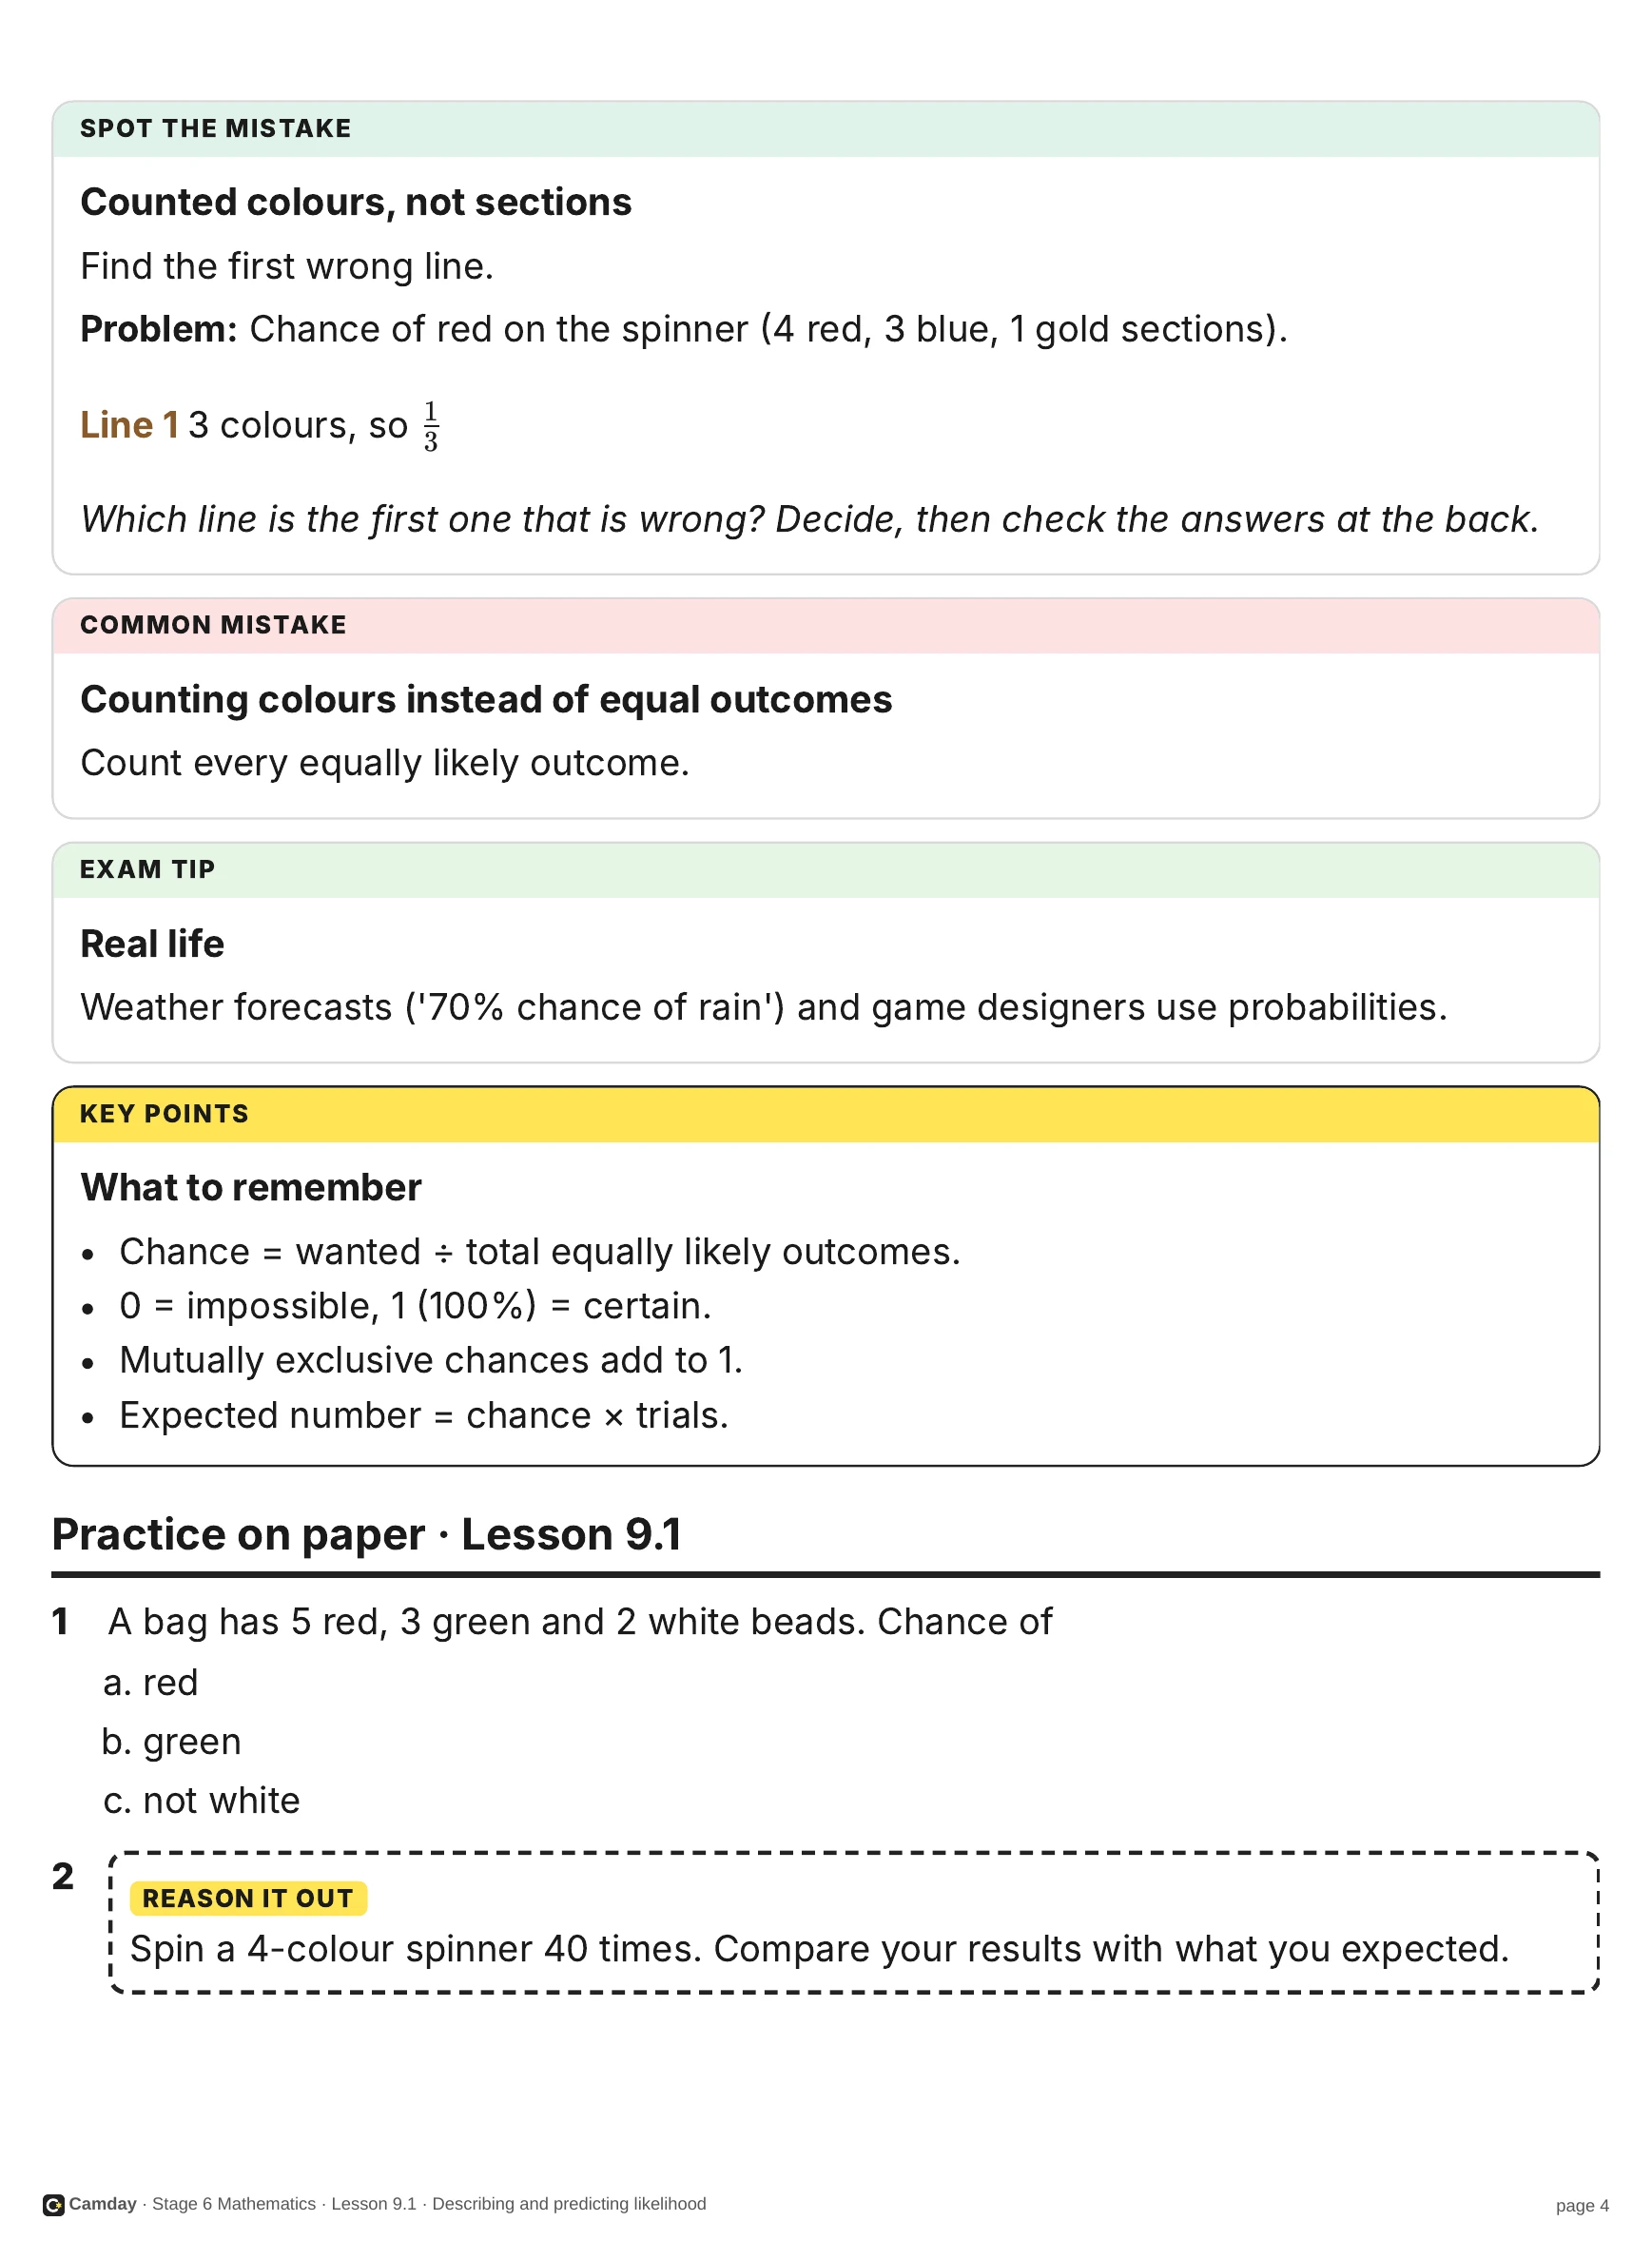 SPOT THE MISTAKE
Counted colours, not sections
Find the first wrong line.
Problem: Chance of red on the spinner (4 red, 3 blue, 1 gold sections).
Line 1 3 colours, so 1/3
Which line is the first one that is wrong? Decide, then check the answers at the back.
COMMON MISTAKE
Counting colours instead of equal outcomes
Count every equally likely outcome.
EXAM TIP
Real life
Weather forecasts ('70% chance of rain') and game designers use probabilities.
KEY POINTS
What to remember
• Chance = wanted ÷ total equally likely outcomes.
• 0 = impossible, 1 (100%) = certain.
• Mutually exclusive chances add to 1.
• Expected number = chance × trials.
Practice on paper · Lesson 9.1
1 A bag has 5 red, 3 green and 2 white beads. Chance of
a. red
b. green
c. not white
2
REASON IT OUT
Spin a 4-colour spinner 40 times. Compare your results with what you expected.
Camday · Stage 6 Mathematics · Lesson 9.1 · Describing and predicting likelihood
page 4